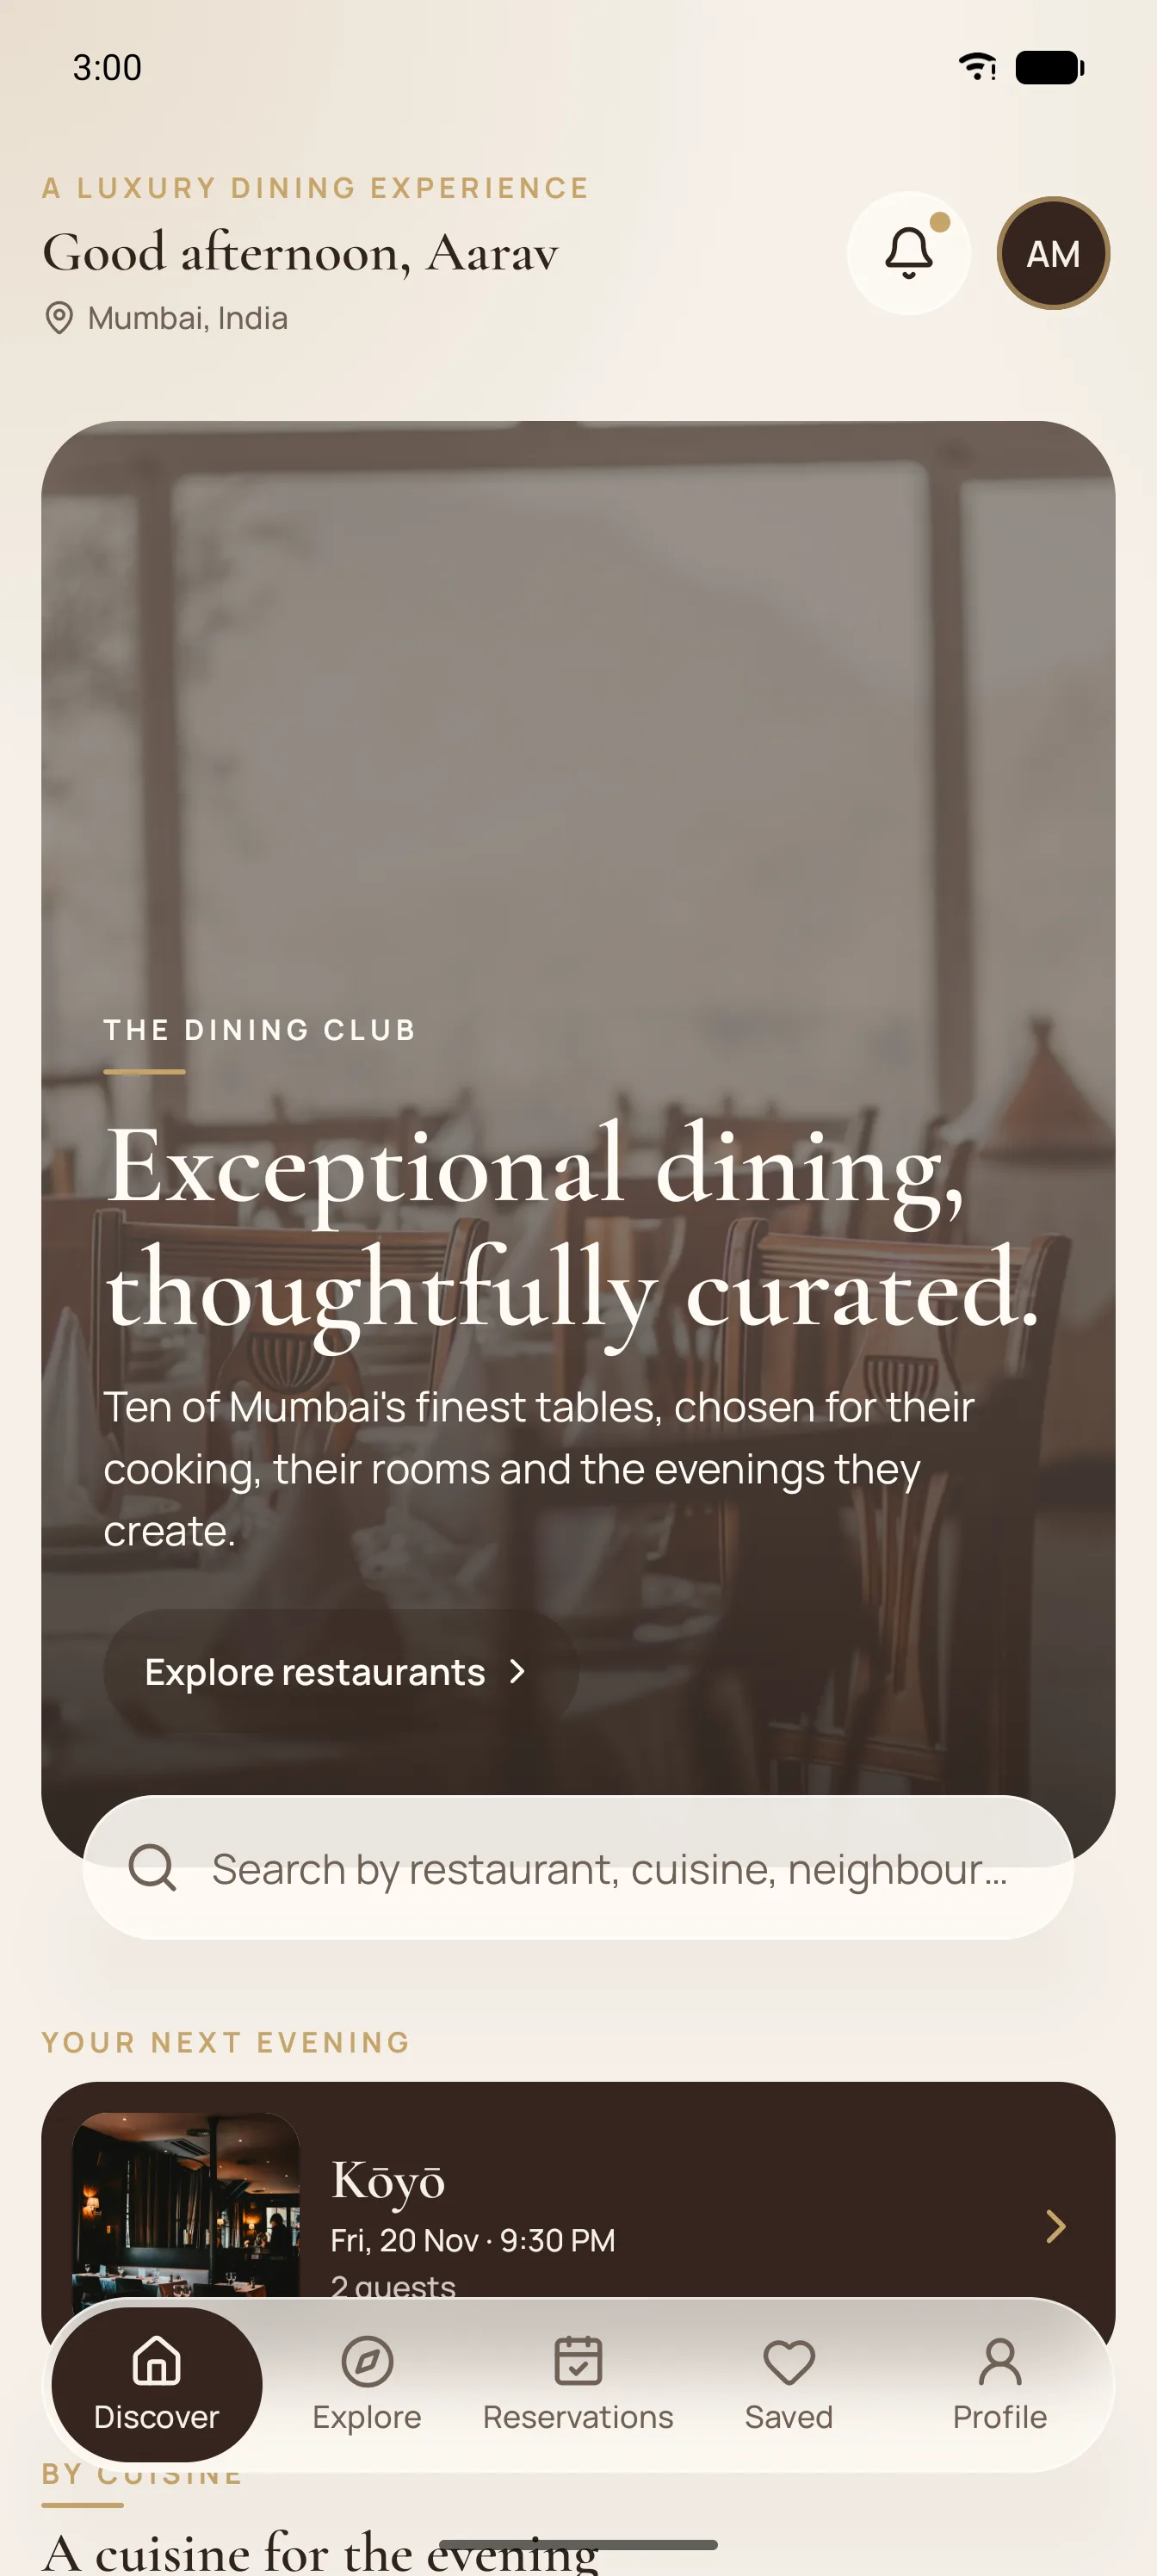 3:00
A LUXURY DINING EXPERIENCE
Good afternoon, Aarav
Mumbai, India
AM
THE DINING CLUB
Exceptional dining,
thoughtfully curated.
Ten of Mumbai's finest tables, chosen for their
cooking, their rooms and the evenings they
create.
Explore restaurants
Search by restaurant, cuisine, neighbour...
YOUR NEXT EVENING
Kōyō
Fri, 20 Nov · 9:30 PM
2 guests
Discover
Explore
Reservations
Saved
Profile
BY CUISINE
A cuisine for the evening